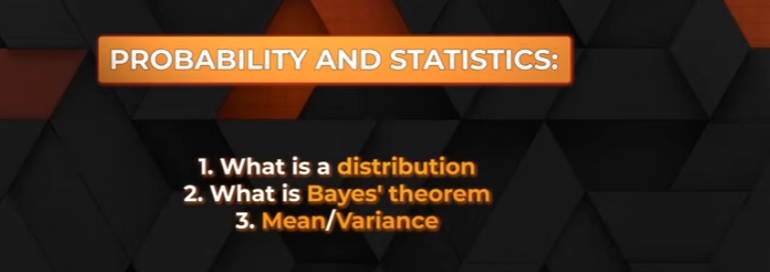 PROBABILITY AND STATISTICS:
1. What is a distribution
2. What is Bayes' theorem
3. Mean/Variance